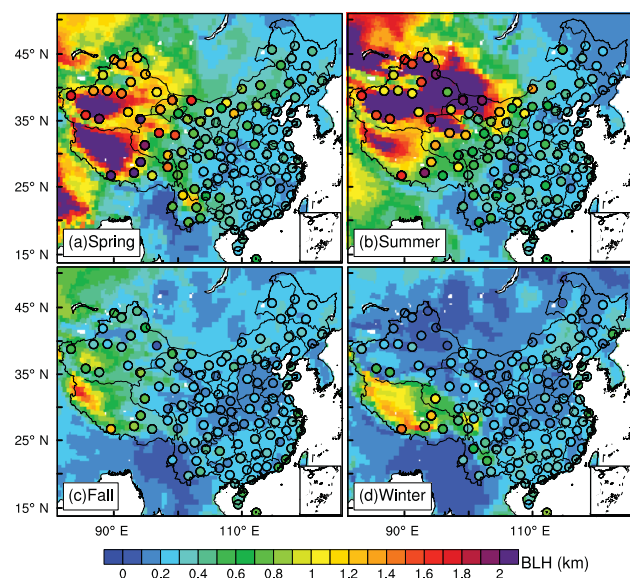 45° N
35° N
25° N
15° N
(a)Spring
(b)Summer
45° N
35° N
25° N
15° N
(c)Fall
(d)Winter
90° E
110° E
90° E
110° E
0 0.2 0.4 0.6 0.8 1 1.2 1.4 1.6 1.8 2
BLH (km)